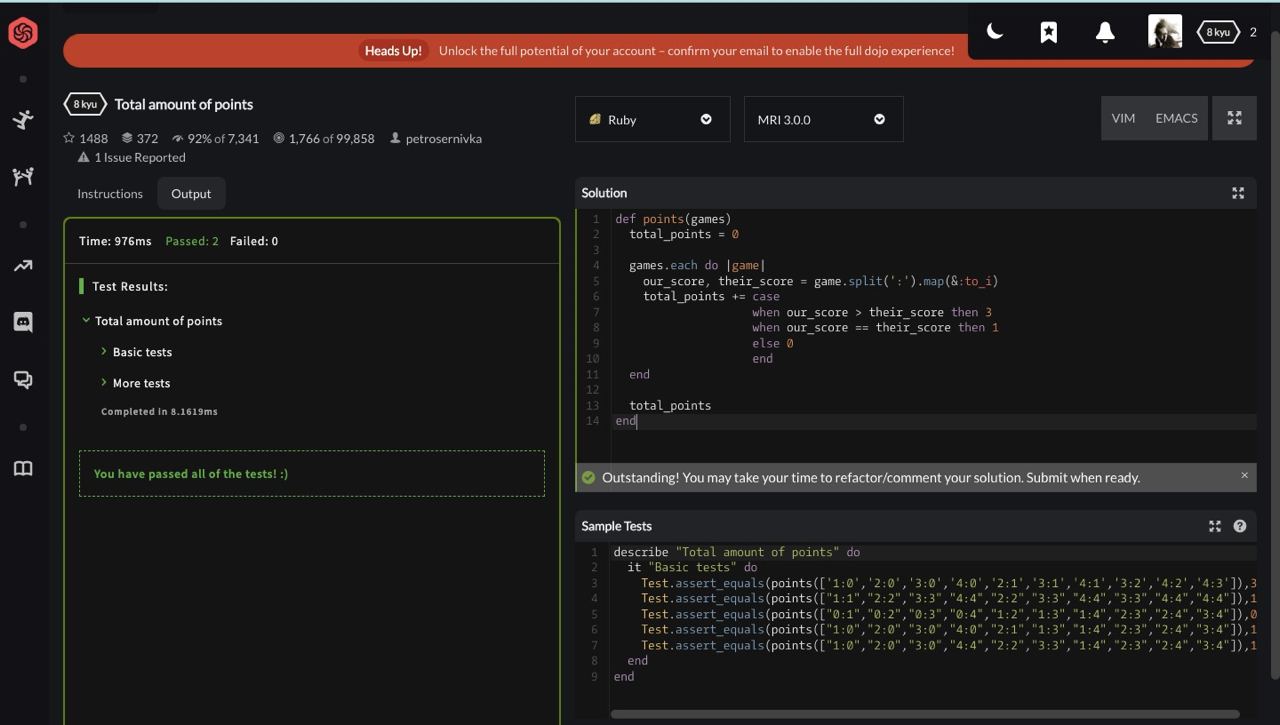 Heads Up! Unlock the full potential of your account – confirm your email to enable the full dojo experience!
8 kyu 2
8 kyu Total amount of points
1488 372 92% of 7,341 1,766 of 99,858 petrosernivka
1 Issue Reported
Ruby MRI 3.0.0 VIM EMACS
Instructions Output
Time: 976ms Passed: 2 Failed: 0
Test Results:
Total amount of points
Basic tests
More tests
Completed in 8.1619ms
You have passed all of the tests! :)
Solution
1 def points(games)
2   total_points = 0
3
4   games.each do |game|
5     our_score, their_score = game.split(':').map(&:to_i)
6     total_points += case
7                     when our_score > their_score then 3
8                     when our_score == their_score then 1
9                     else 0
10                     end
11   end
12
13   total_points
14 end
Outstanding! You may take your time to refactor/comment your solution. Submit when ready. ×
Sample Tests
1 describe "Total amount of points" do
2   it "Basic tests" do
3     Test.assert_equals(points(['1:0','2:0','3:0','4:0','2:1','3:1','4:1','3:2','4:2','4:3']),3
4     Test.assert_equals(points(["1:1","2:2","3:3","4:4","2:2","3:3","4:4","3:3","4:4","4:4"]),1
5     Test.assert_equals(points(["0:1","0:2","0:3","0:4","1:2","1:3","1:4","2:3","2:4","3:4"]),0
6     Test.assert_equals(points(["1:0","2:0","3:0","4:0","2:1","1:3","1:4","2:3","2:4","3:4"]),1
7     Test.assert_equals(points(["1:0","2:0","3:0","4:4","2:2","3:3","1:4","2:3","2:4","3:4"]),1
8   end
9 end